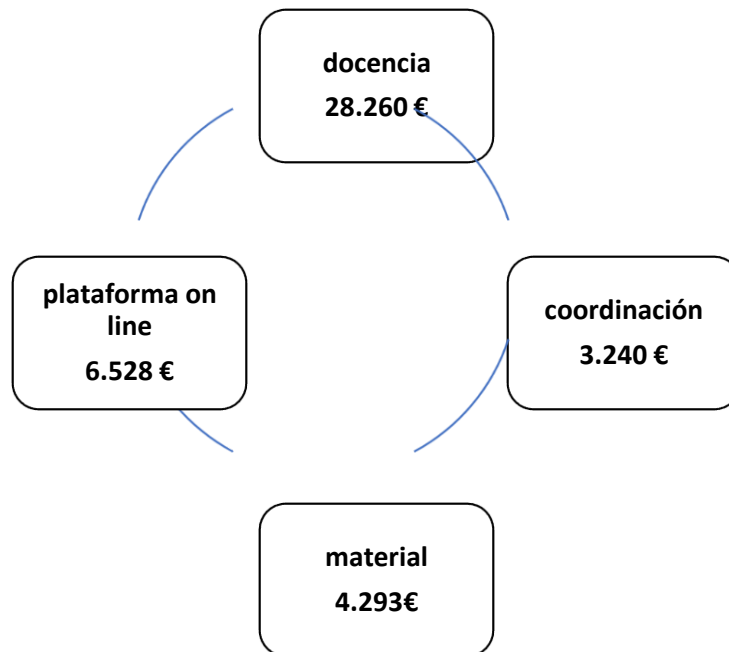 docencia
28.260 €
plataforma on
line
6.528 €
coordinación
3.240 €
material
4.293€